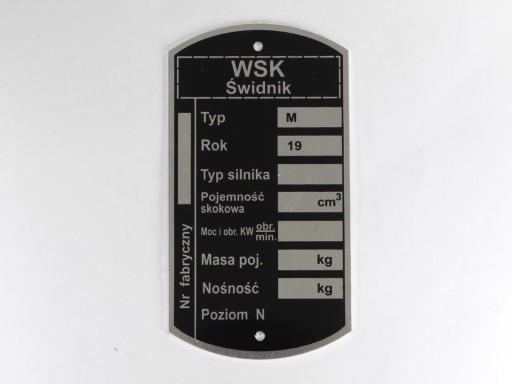 WSK
Świdnik
Typ M
Rok 19
Typ silnika
Pojemność skokowa cm³
Moc i obr. KW obr./min.
Masa poj. kg
Nośność kg
Poziom N
Nr fabryczny